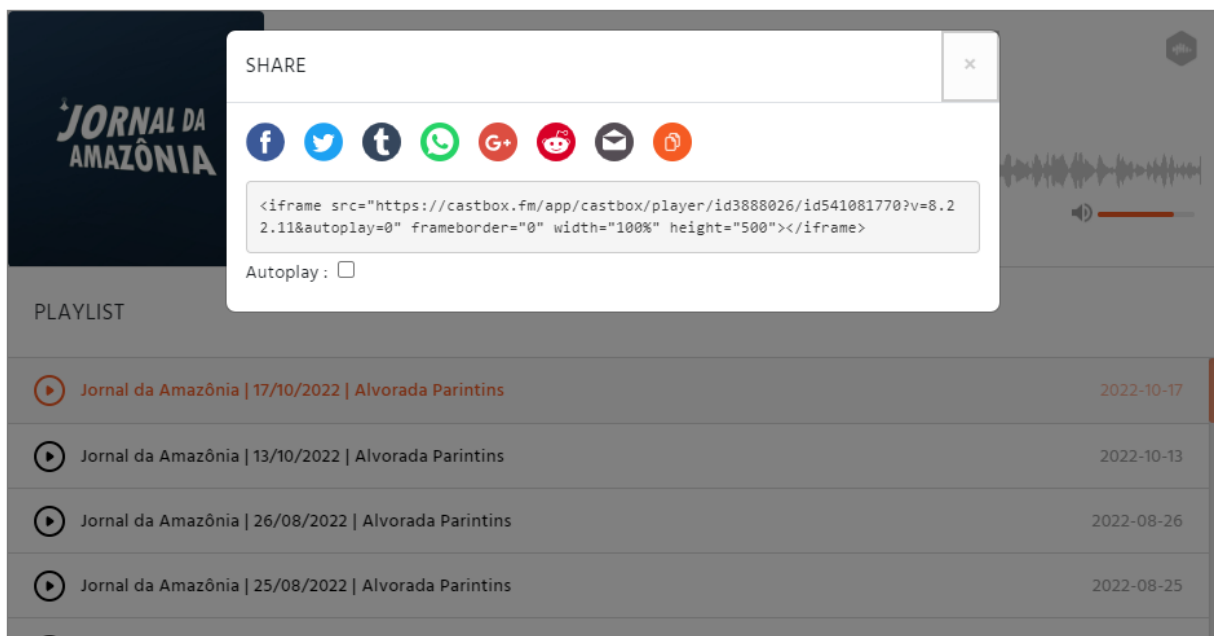 JORNAL DA
AMAZÔNIA
SHARE
×
f
t
G+
<iframe src="https://castbox.fm/app/castbox/player/id3888026/id541081770?v=8.2
2.11&autoplay=0" frameborder="0" width="100%" height="500"></iframe>
Autoplay :
PLAYLIST
Jornal da Amazônia | 17/10/2022 | Alvorada Parintins 2022-10-17
Jornal da Amazônia | 13/10/2022 | Alvorada Parintins 2022-10-13
Jornal da Amazônia | 26/08/2022 | Alvorada Parintins 2022-08-26
Jornal da Amazônia | 25/08/2022 | Alvorada Parintins 2022-08-25